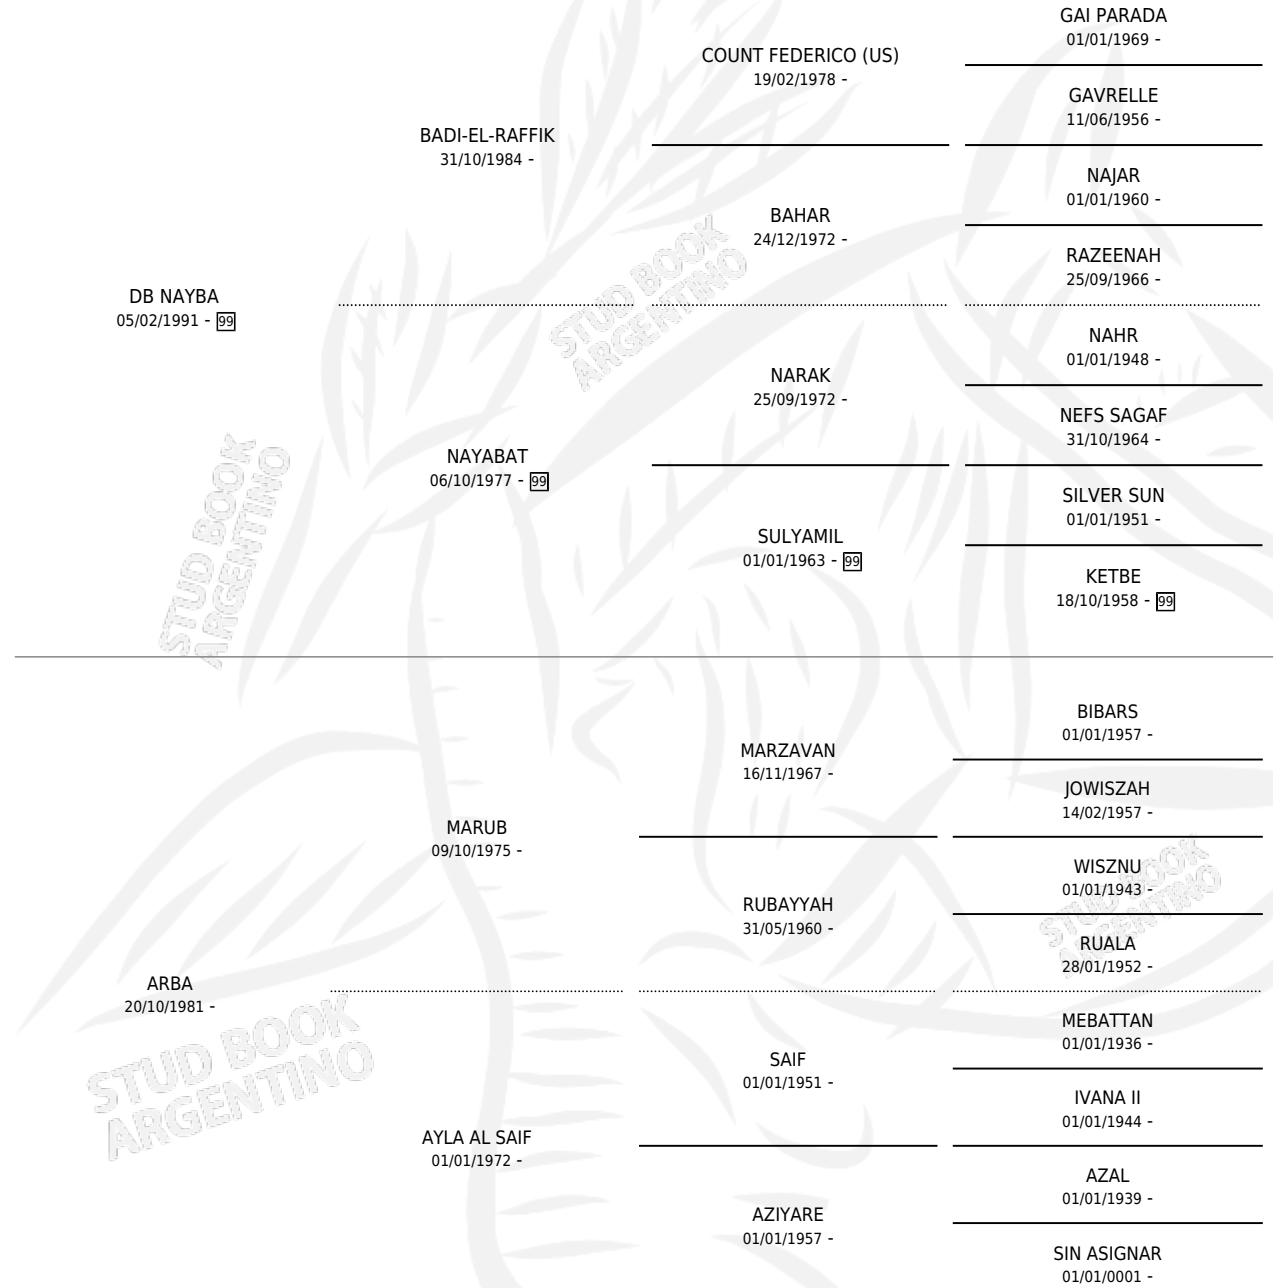 GAI PARADA
01/01/1969 -
COUNT FEDERICO (US)
19/02/1978 -
GAVRELLE
11/06/1956 -
BADI-EL-RAFFIK
31/10/1984 -
NAJAR
01/01/1960 -
BAHAR
24/12/1972 -
RAZEENAH
25/09/1966 -
DB NAYBA
05/02/1991 - 99
NAHR
01/01/1948 -
NARAK
25/09/1972 -
NEFS SAGAF
31/10/1964 -
NAYABAT
06/10/1977 - 99
SILVER SUN
01/01/1951 -
SULYAMIL
01/01/1963 - 99
KETBE
18/10/1958 - 99
BIBARS
01/01/1957 -
MARZAVAN
16/11/1967 -
JOWISZAH
14/02/1957 -
MARUB
09/10/1975 -
WISZNU
01/01/1943 -
RUBAYYAH
31/05/1960 -
RUALA
28/01/1952 -
ARBA
20/10/1981 -
MEBATTAN
01/01/1936 -
SAIF
01/01/1951 -
IVANA II
01/01/1944 -
AYLA AL SAIF
01/01/1972 -
AZAL
01/01/1939 -
AZIYARE
01/01/1957 -
SIN ASIGNAR
01/01/0001 -
STUD BOOK
ARGENTINO
STUD BOOK
ARGENTINO
STUD BOOK
ARGENTINO
STUD BOOK
ARGENTINO